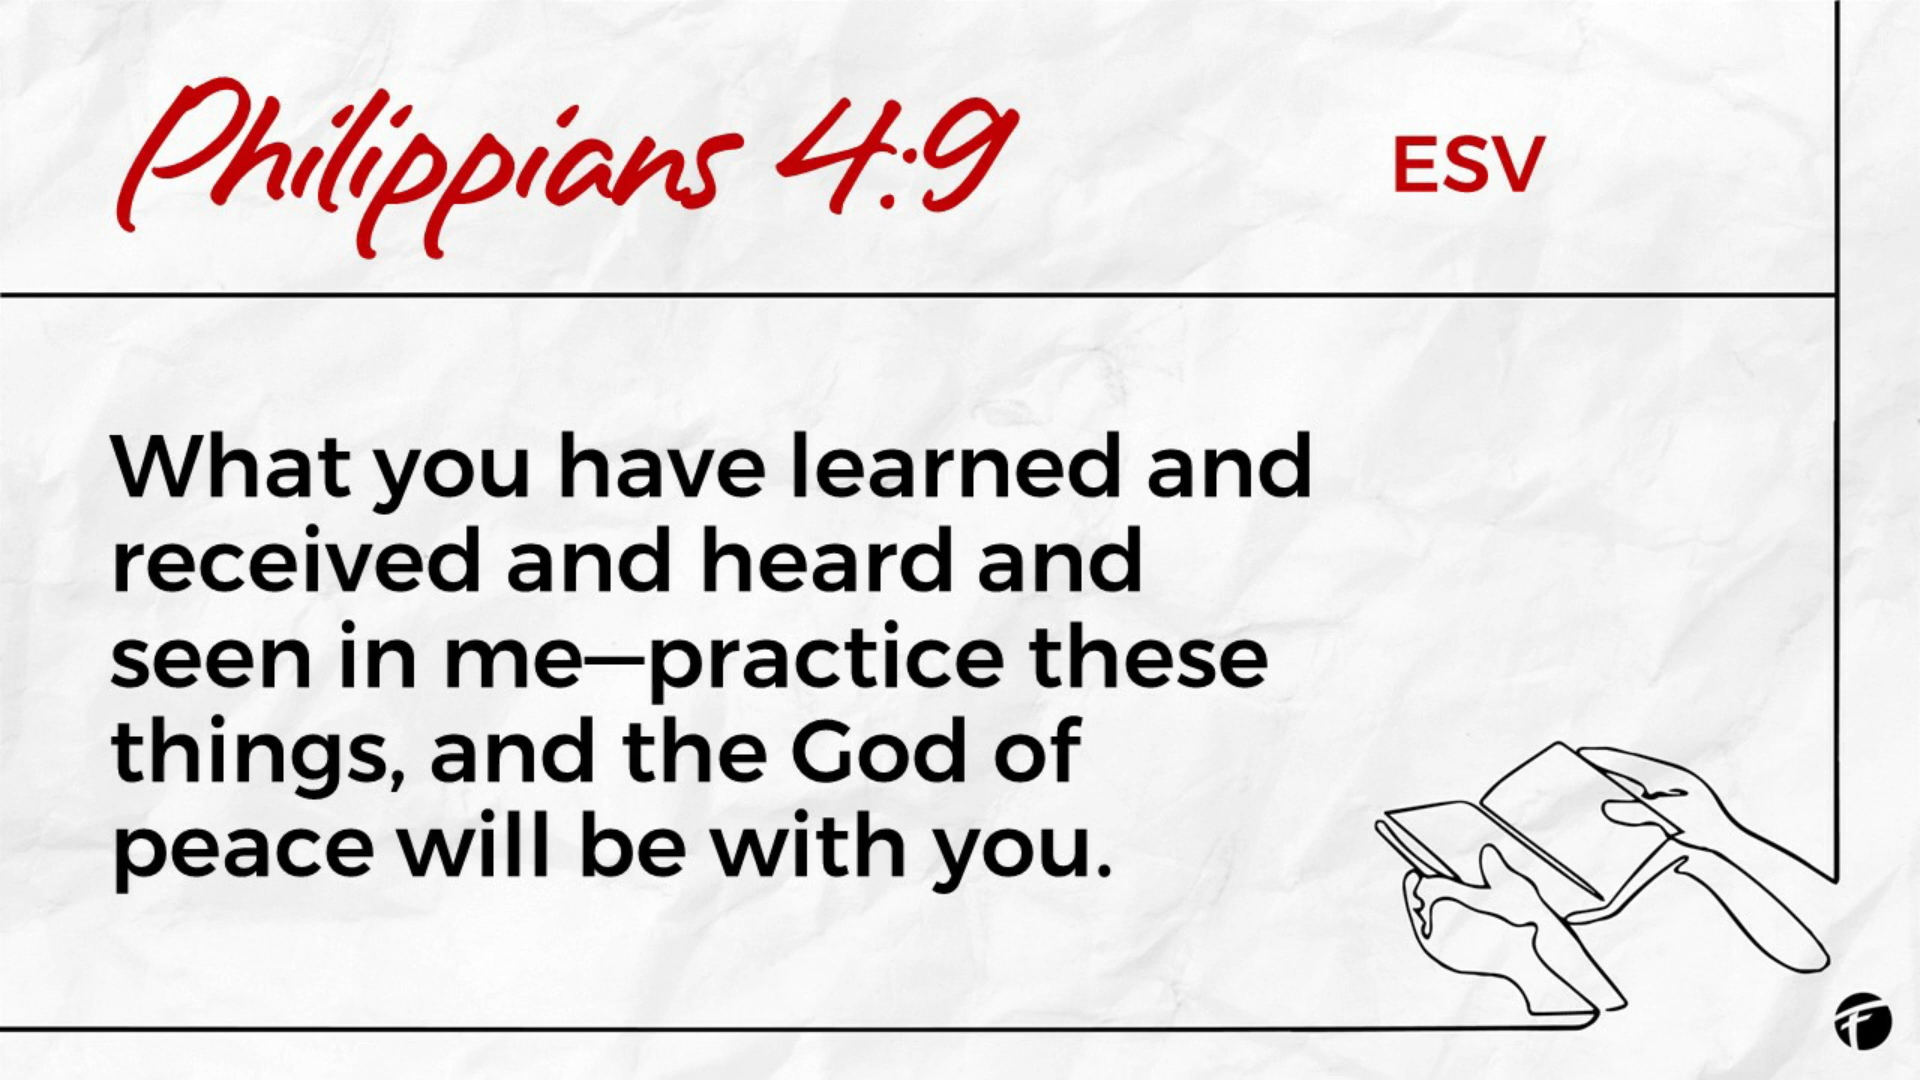 Philippians 4:9
ESV
What you have learned and
received and heard and
seen in me—practice these
things, and the God of
peace will be with you.